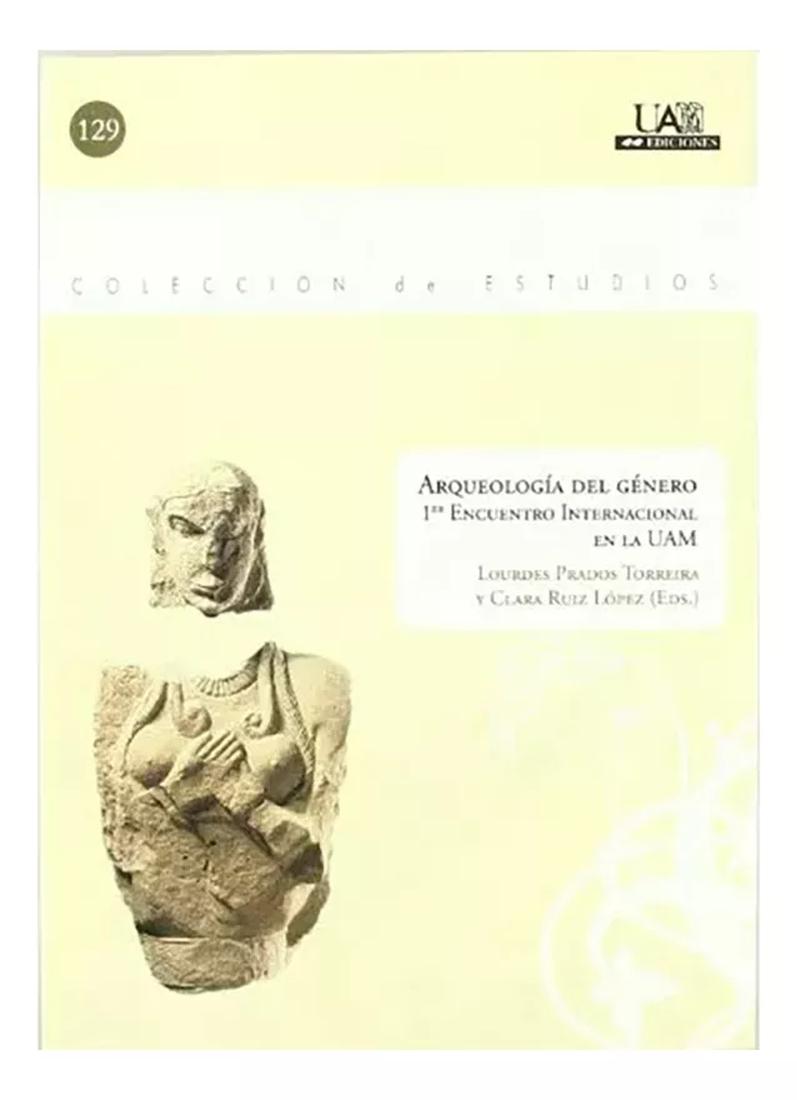 129
UAM
EDICIONES
COLECCIÓN de ESTUDIOS
ARQUEOLOGÍA DEL GÉNERO
1ER ENCUENTRO INTERNACIONAL
EN LA UAM
LOURDES PRADOS TORREIRA
Y CLARA RUIZ LÓPEZ (EDS.)